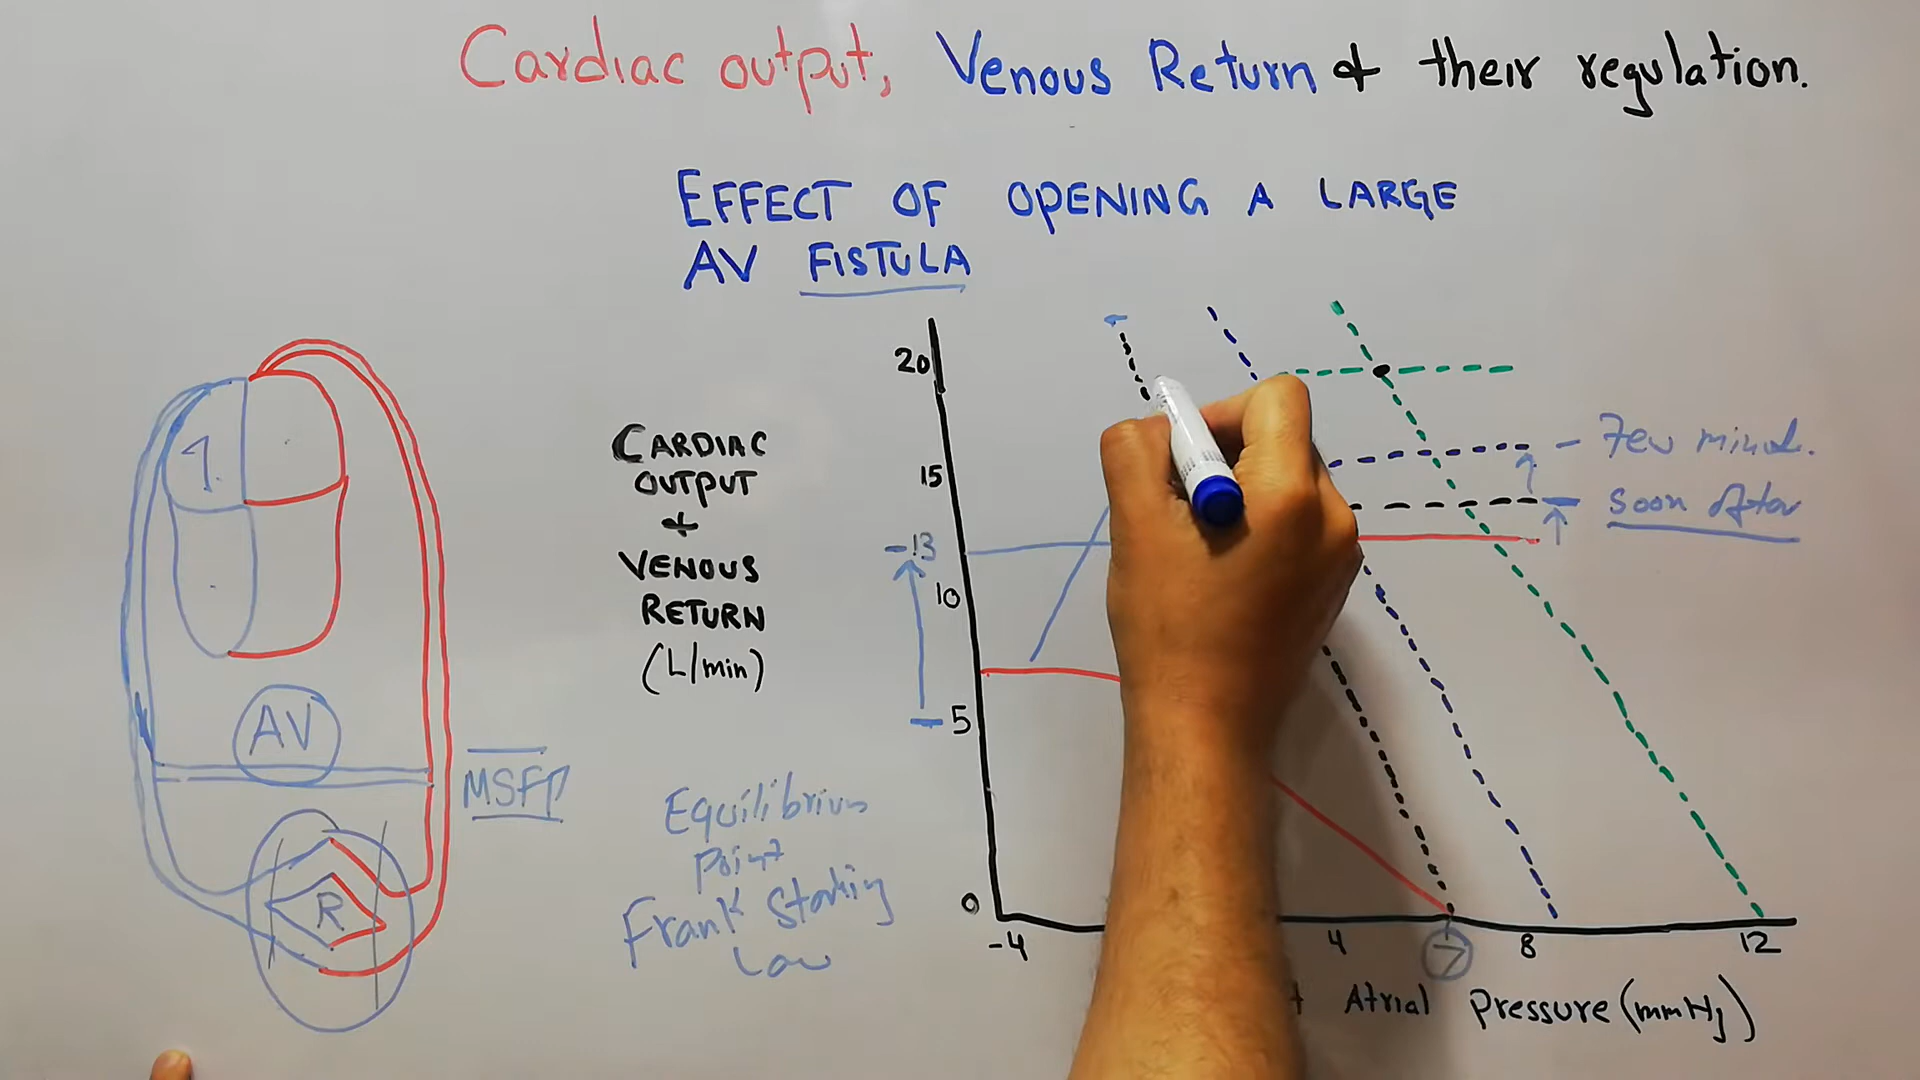 Cardiac output, Venous Return & their regulation.
EFFECT OF OPENING A LARGE
AV FISTULA
CARDIAC
OUTPUT
+
VENOUS
RETURN
(L/min)
20
15
-13
10
5
0
-4
4
7
8
12
Atrial Pressure (mmHg)
Few minut.
Soon After
1
AV
R
MSFP
Equilibrium
Point
Frank Starling
Law